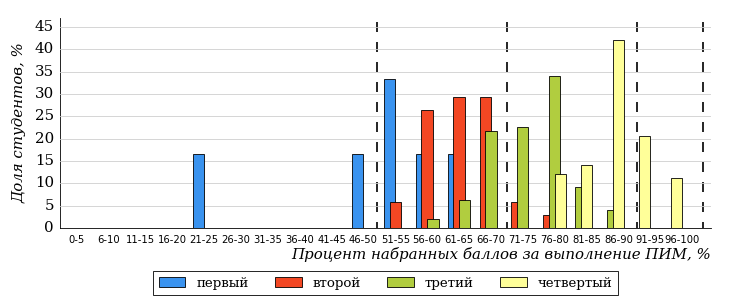 Доля студентов, %
45
40
35
30
25
20
15
10
5
0
0-5 6-10 11-15 16-20 21-25 26-30 31-35 36-40 41-45 46-50 51-55 56-60 61-65 66-70 71-75 76-80 81-85 86-90 91-95 96-100
Процент набранных баллов за выполнение ПИМ, %
первый второй третий четвертый